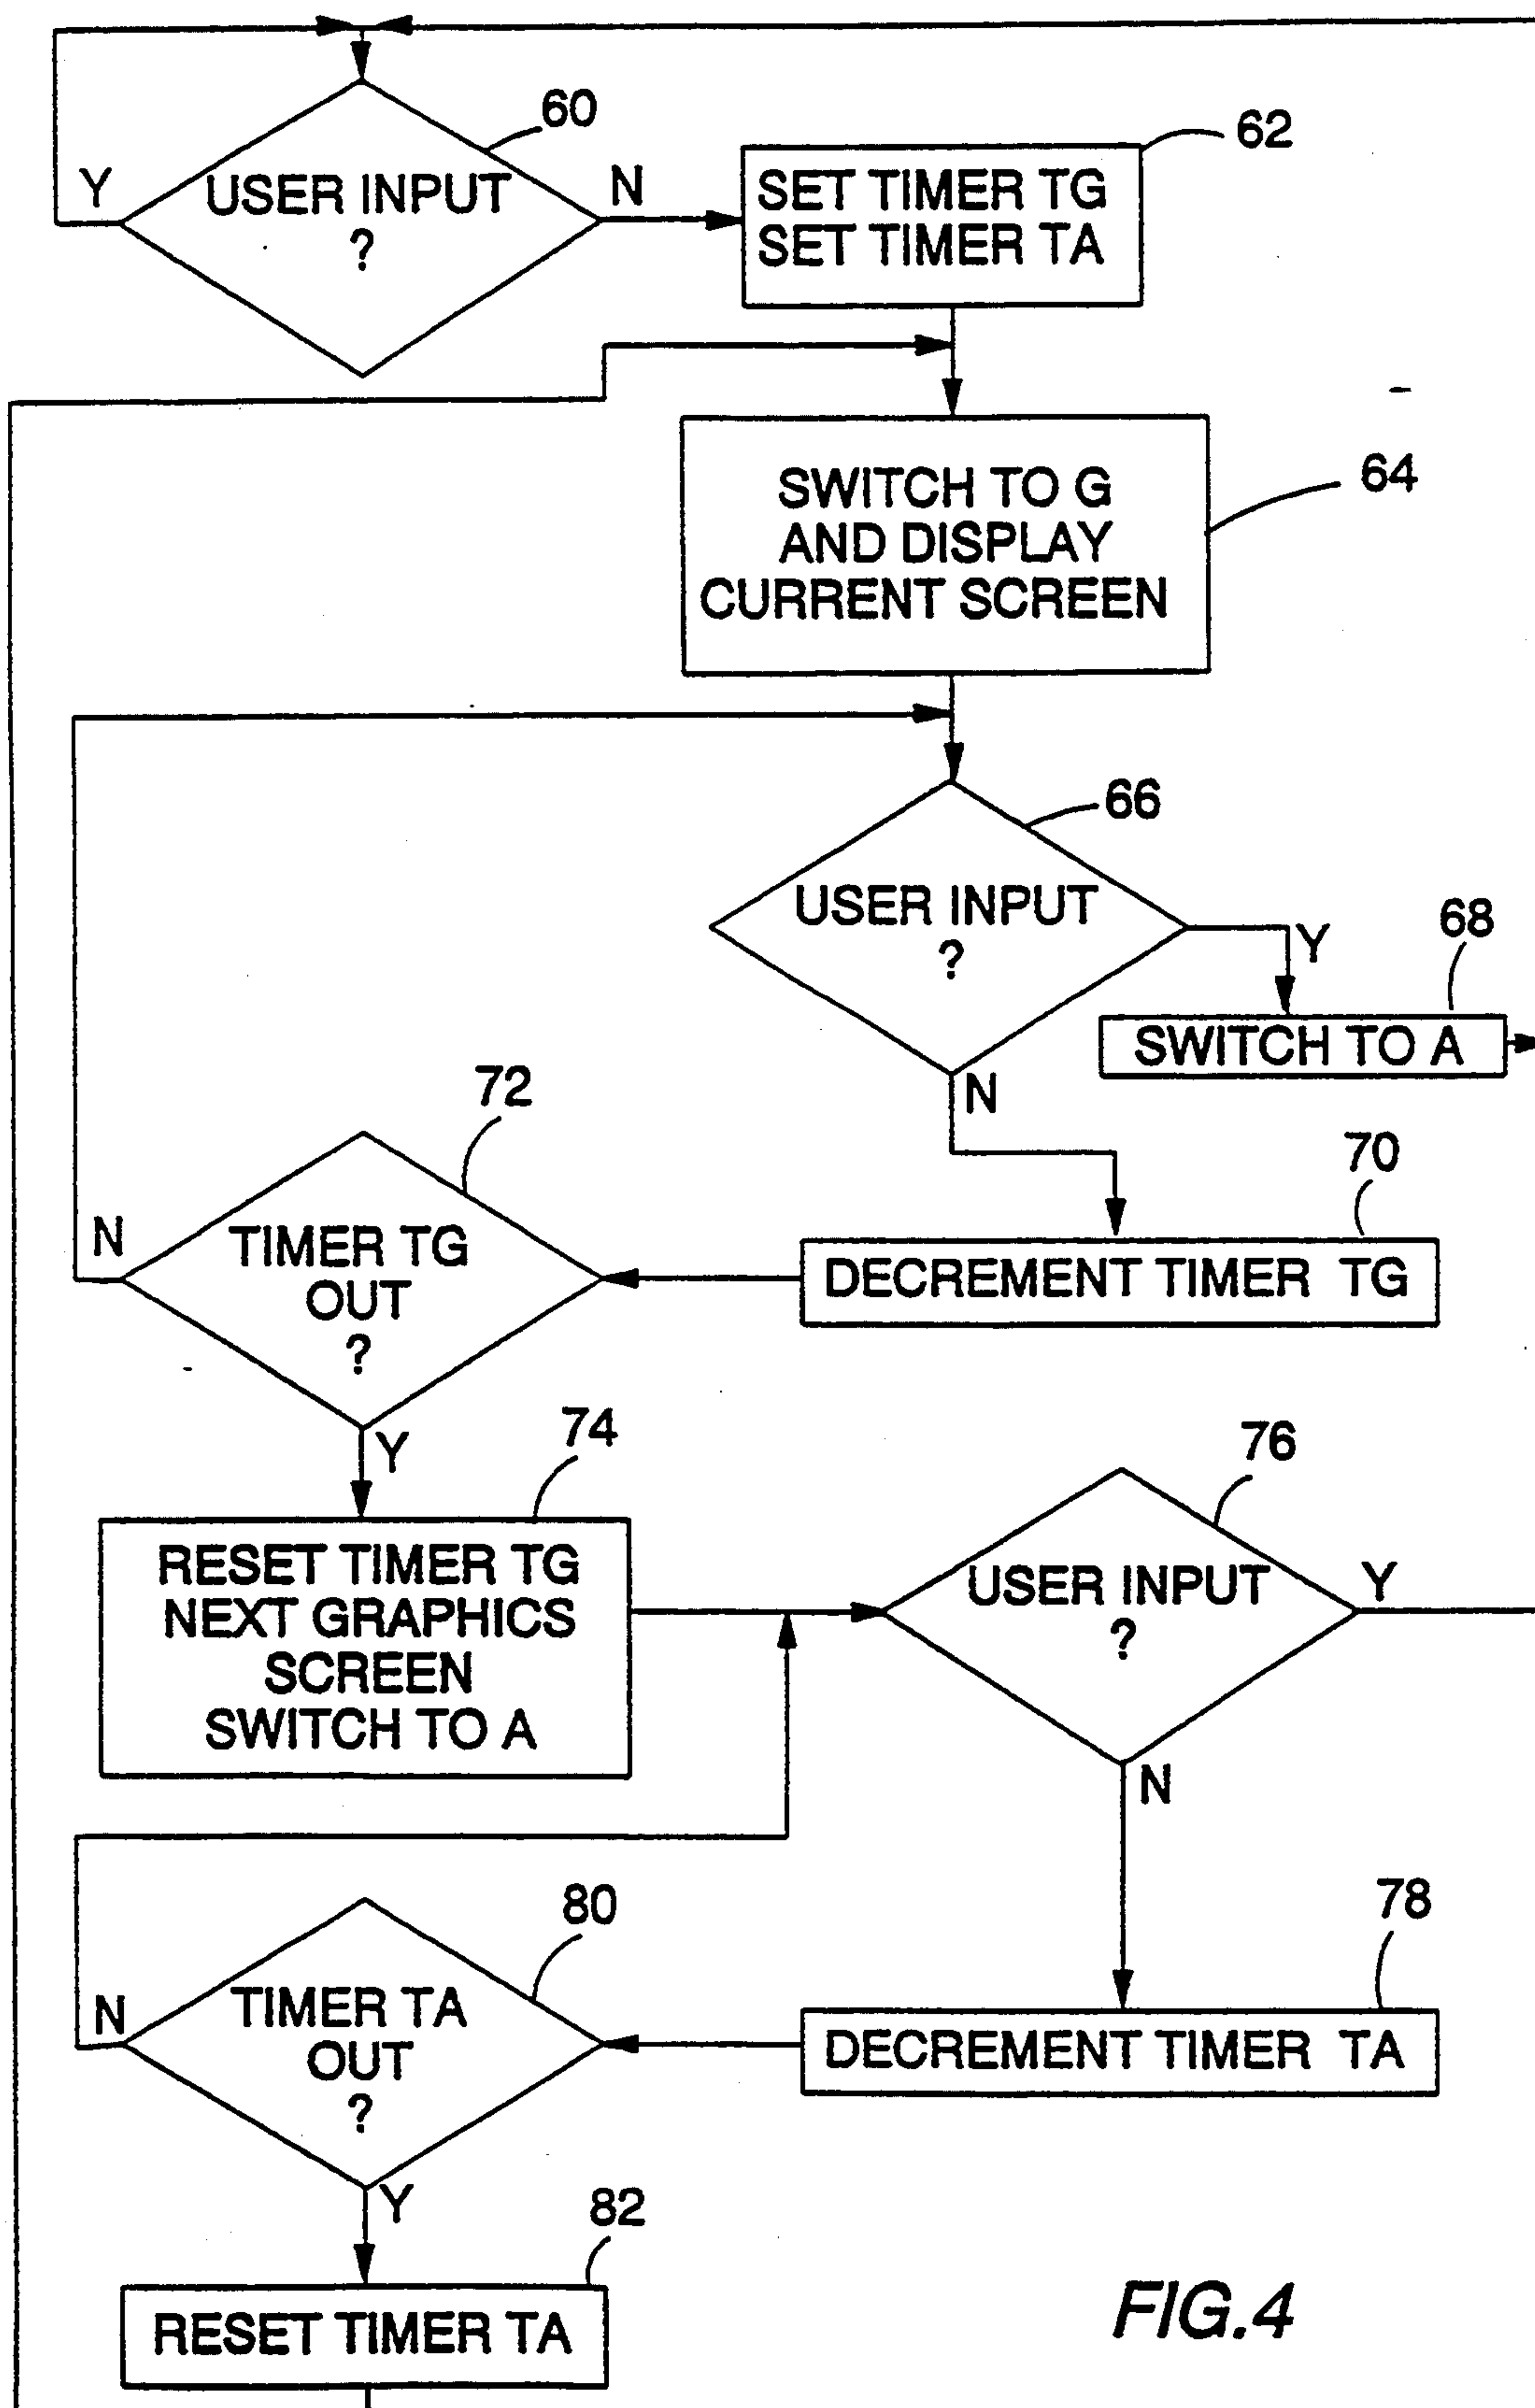 60
USER INPUT
?
Y
N
62
SET TIMER TG
SET TIMER TA
64
SWITCH TO G
AND DISPLAY
CURRENT SCREEN
66
USER INPUT
?
Y
N
68
SWITCH TO A
70
DECREMENT TIMER TG
72
TIMER TG
OUT
?
N
Y
74
RESET TIMER TG
NEXT GRAPHICS
SCREEN
SWITCH TO A
76
USER INPUT
?
Y
N
78
DECREMENT TIMER TA
80
TIMER TA
OUT
?
N
Y
82
RESET TIMER TA
FIG.4